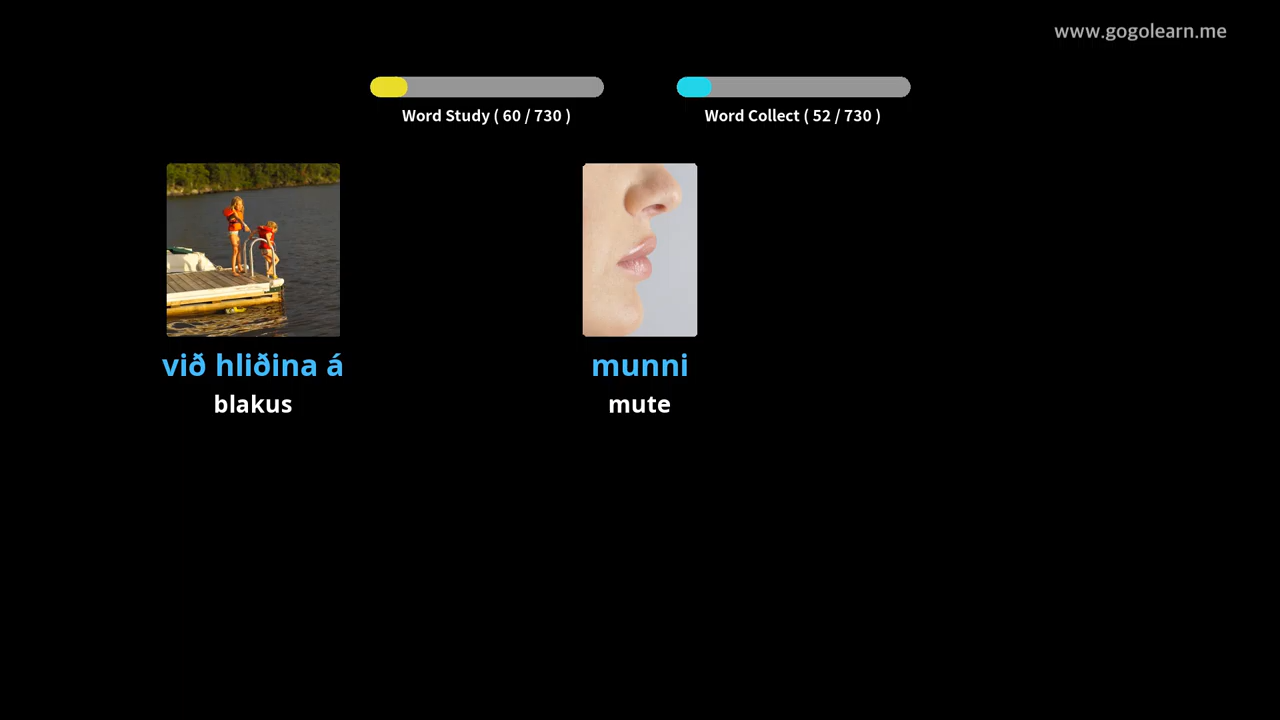 www.gogolearn.me
Word Study ( 60 / 730 )
Word Collect ( 52 / 730 )
við hliðina á
blakus
munni
mute